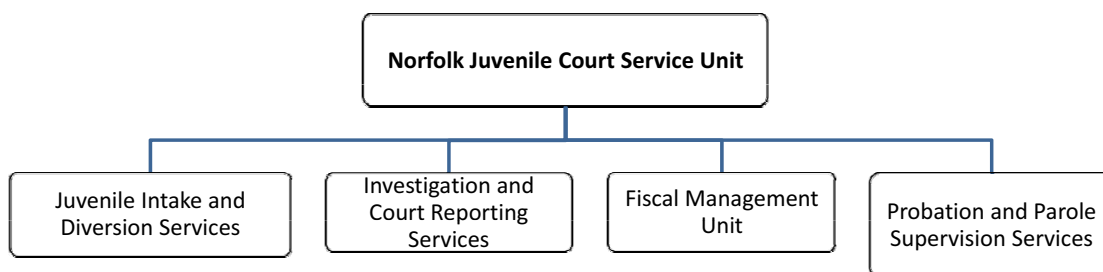 Norfolk Juvenile Court Service Unit
Juvenile Intake and
Diversion Services
Investigation and
Court Reporting
Services
Fiscal Management
Unit
Probation and Parole
Supervision Services